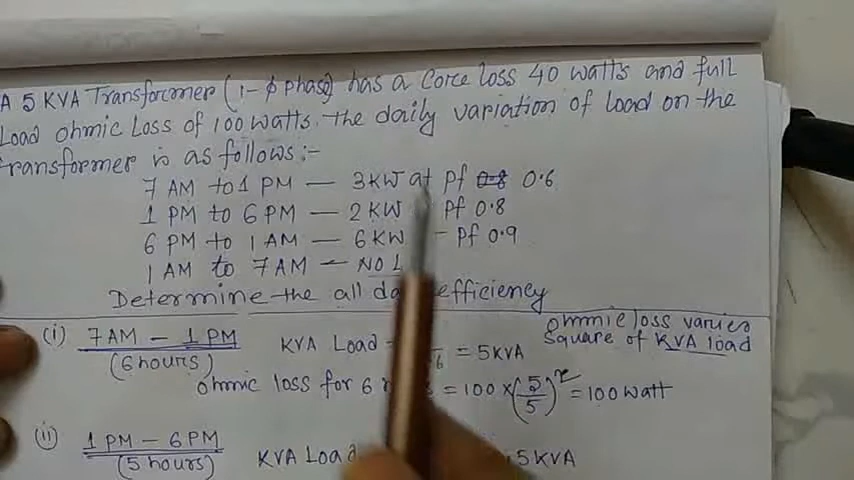 A 5 KVA Transformer (1-ϕ phase) has a Core loss 40 watts and full
Load ohmic Loss of 100 watts. The daily variation of load on the
transformer is as follows:-
7 AM to 1 PM — 3KW at Pf 0.8 0.6
1 PM to 6 PM — 2 KW Pf 0.8
6 PM to 1 AM — 6 KW — Pf 0.9
1 AM to 7 AM — NO
Determine the all efficiency
(i) 7 AM — 1 PM
(6 hours)
KVA Load = 5KVA
ohmic loss varies
Square of KVA load
ohmic loss for 6 = 100 × (5/5)² = 100 watt
(ii) 1 PM — 6 PM
(5 hours)
KVA Load 5KVA